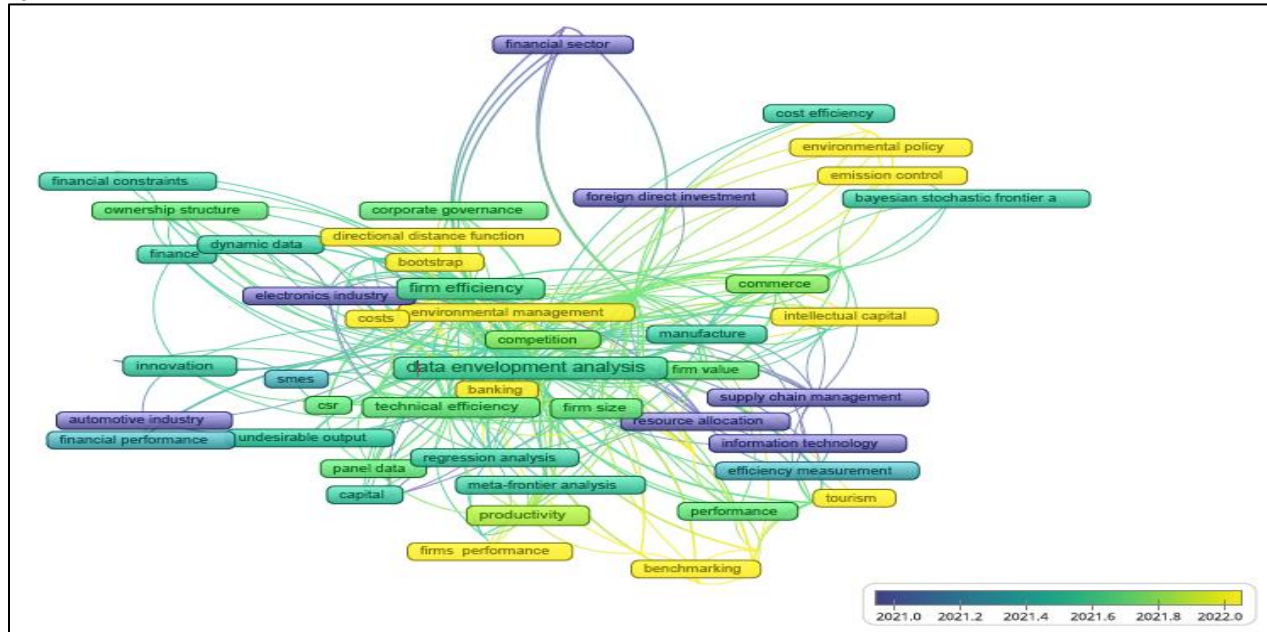 financial sector
cost efficiency
environmental policy
emission control
financial constraints
foreign direct investment
bayesian stochastic frontier a
ownership structure
corporate governance
directional distance function
dynamic data
finance
bootstrap
commerce
firm efficiency
electronics industry
environmental management
costs
intellectual capital
manufacture
competition
innovation
data envelopment analysis
firm value
smes
banking
supply chain management
csr
technical efficiency
firm size
automotive industry
resource allocation
financial performance
undesirable output
information technology
regression analysis
panel data
efficiency measurement
meta-frontier analysis
capital
tourism
performance
productivity
firms performance
benchmarking
2021.0 2021.2 2021.4 2021.6 2021.8 2022.0